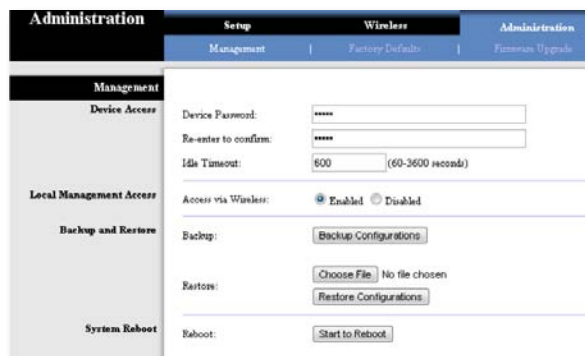 Administration
Setup Wireless Administration
Management | Factory Defaults | Firmware Upgrade
Management
Device Access
Device Password: •••••
Re-enter to confirm: •••••
Idle Timeout: 600 (60-3600 seconds)
Local Management Access
Access via Wireless: Enabled Disabled
Backup and Restore
Backup: Backup Configurations
Restore: Choose File No file chosen
Restore Configurations
System Reboot
Reboot: Start to Reboot